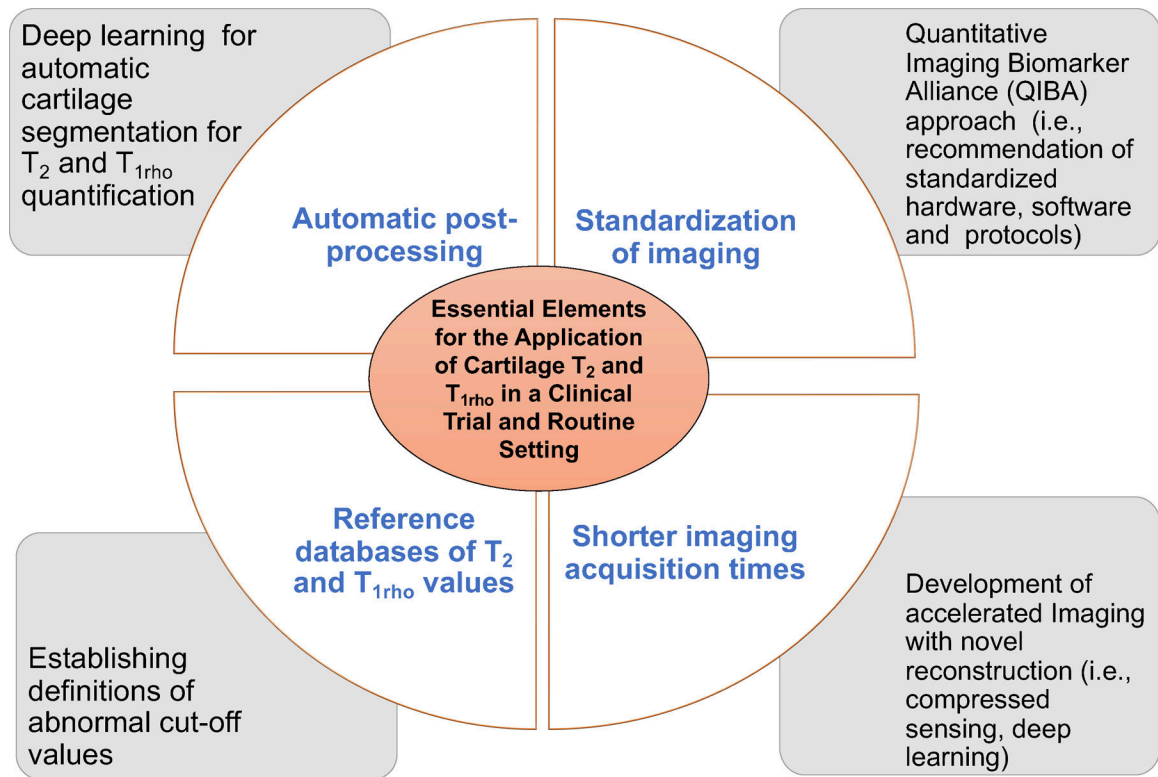 Deep learning for
automatic
cartilage
segmentation for
T2 and T1rho
quantification
Automatic post-
processing
Quantitative
Imaging Biomarker
Alliance (QIBA)
approach (i.e.,
recommendation of
standardized
hardware, software
and protocols)
Standardization
of imaging
Essential Elements
for the Application
of Cartilage T2 and
T1rho in a Clinical
Trial and Routine
Setting
Reference
databases of T2
and T1rho values
Establishing
definitions of
abnormal cut-off
values
Shorter imaging
acquisition times
Development of
accelerated Imaging
with novel
reconstruction (i.e.,
compressed
sensing, deep
learning)